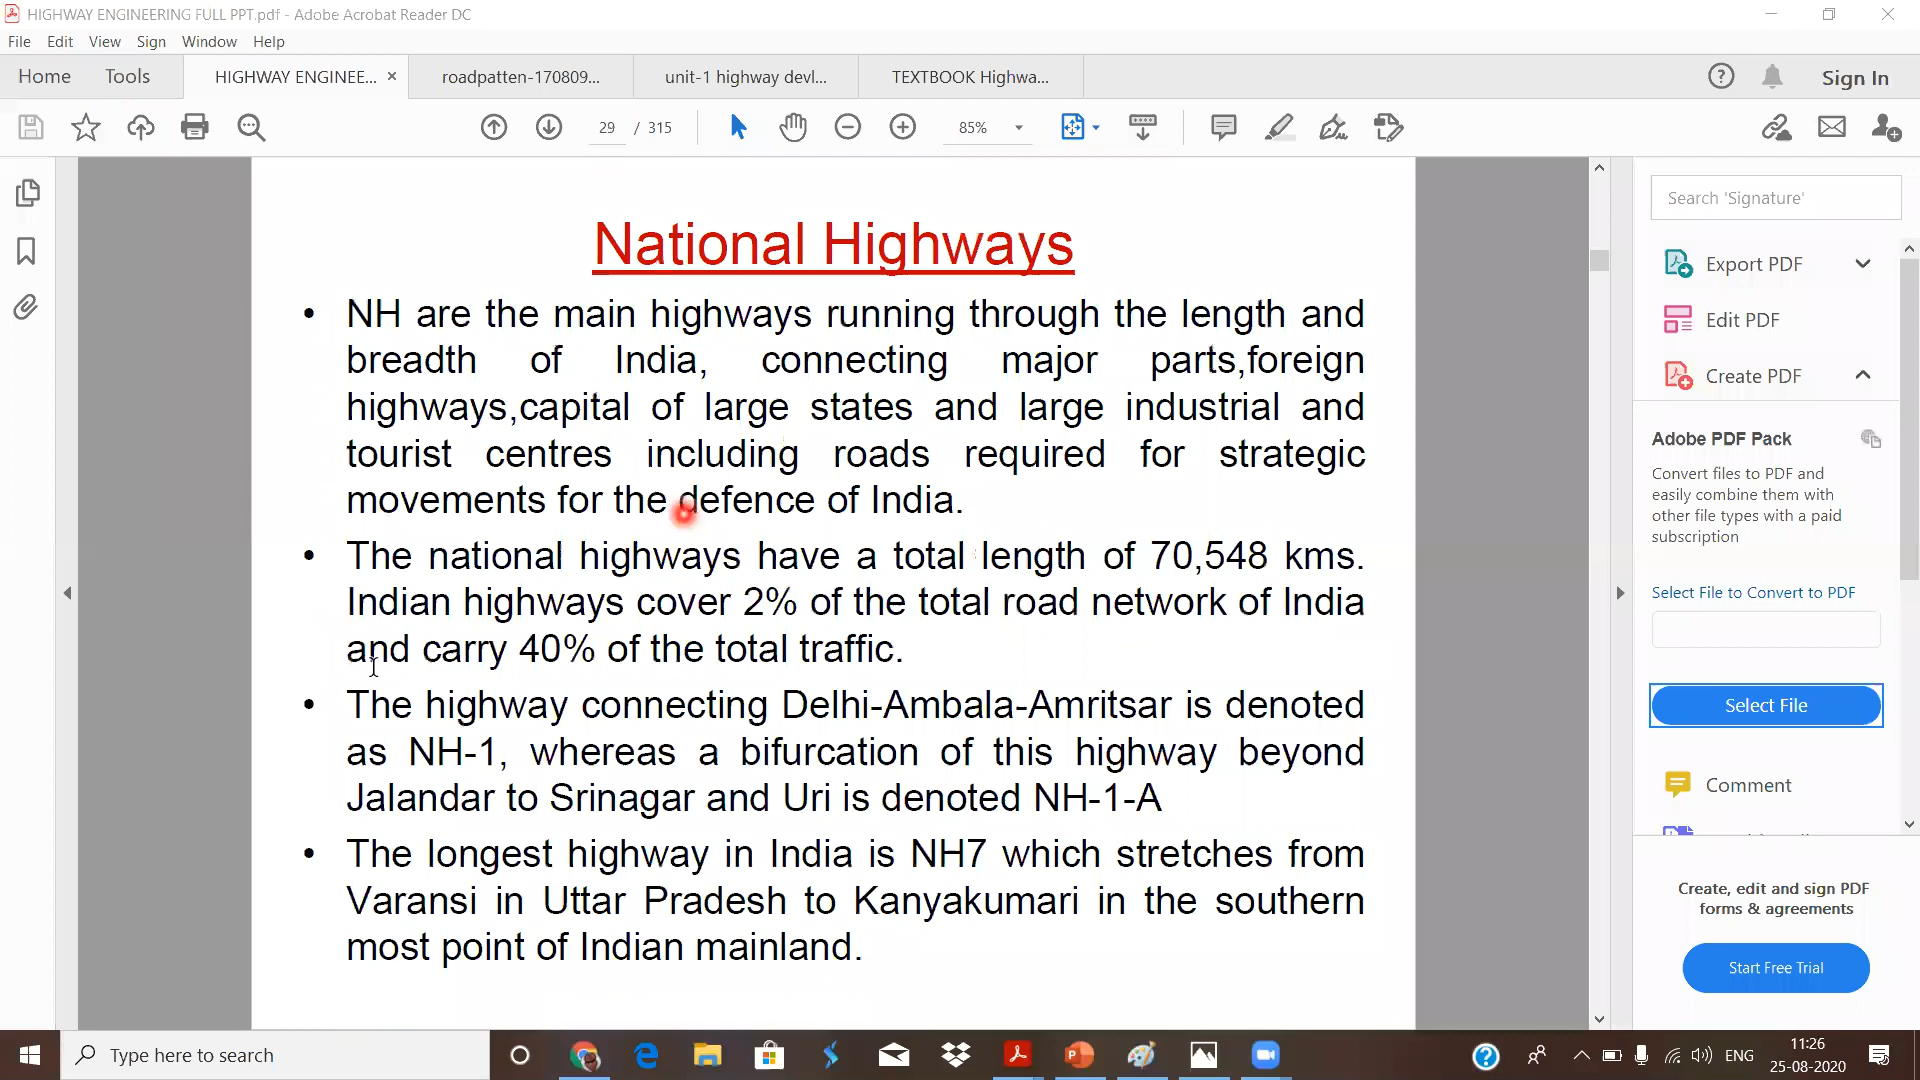 HIGHWAY ENGINEERING FULL PPT.pdf - Adobe Acrobat Reader DC
File Edit View Sign Window Help
Home Tools HIGHWAY ENGINEE... × roadpatten-170809... unit-1 highway devl... TEXTBOOK Highwa... Sign In
29 / 315 85%
National Highways
• NH are the main highways running through the length and
breadth of India, connecting major parts,foreign
highways,capital of large states and large industrial and
tourist centres including roads required for strategic
movements for the defence of India.
• The national highways have a total length of 70,548 kms.
Indian highways cover 2% of the total road network of India
and carry 40% of the total traffic.
• The highway connecting Delhi-Ambala-Amritsar is denoted
as NH-1, whereas a bifurcation of this highway beyond
Jalandar to Srinagar and Uri is denoted NH-1-A
• The longest highway in India is NH7 which stretches from
Varansi in Uttar Pradesh to Kanyakumari in the southern
most point of Indian mainland.
Search 'Signature'
Export PDF
Edit PDF
Create PDF
Adobe PDF Pack
Convert files to PDF and
easily combine them with
other file types with a paid
subscription
Select File to Convert to PDF
Select File
Comment
Create, edit and sign PDF
forms & agreements
Start Free Trial
Type here to search
ENG
11:26
25-08-2020